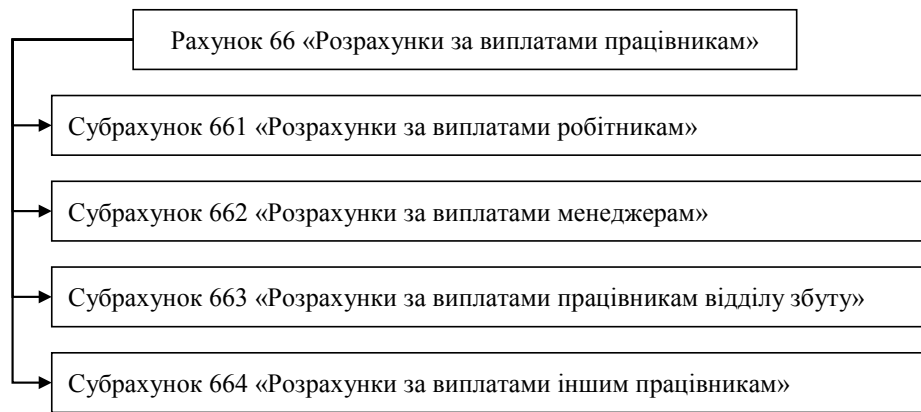 Рахунок 66 «Розрахунки за виплатами працівникам»
Субрахунок 661 «Розрахунки за виплатами робітникам»
Субрахунок 662 «Розрахунки за виплатами менеджерам»
Субрахунок 663 «Розрахунки за виплатами працівникам відділу збуту»
Субрахунок 664 «Розрахунки за виплатами іншим працівникам»